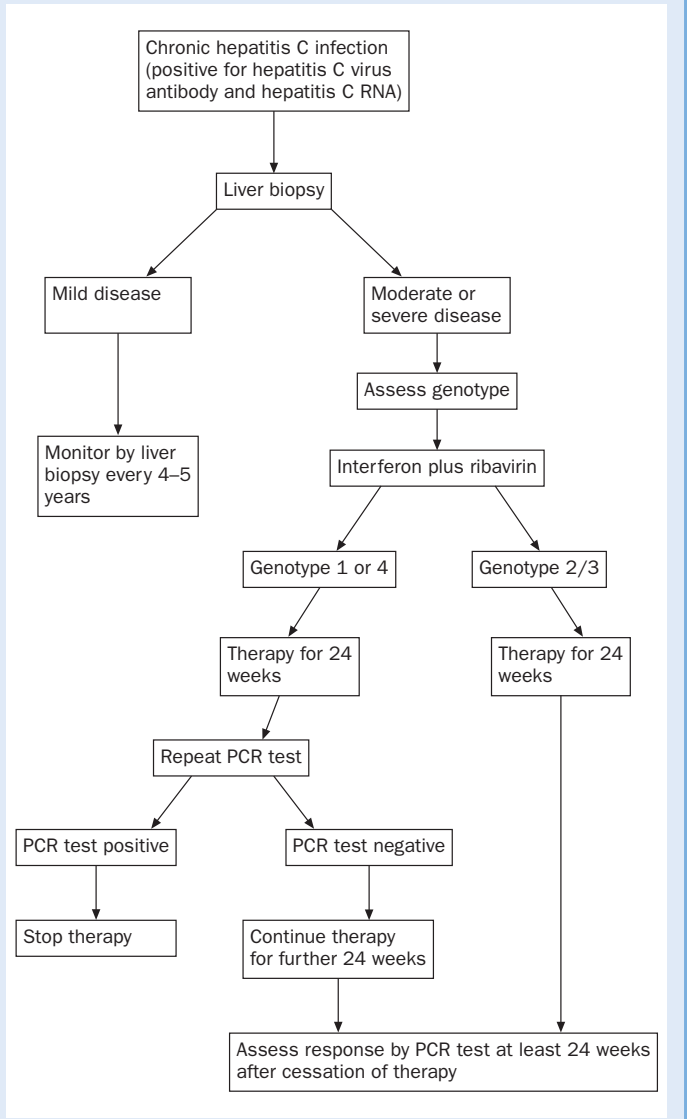 Chronic hepatitis C infection
(positive for hepatitis C virus
antibody and hepatitis C RNA)
Liver biopsy
Mild disease
Moderate or
severe disease
Assess genotype
Monitor by liver
biopsy every 4–5
years
Interferon plus ribavirin
Genotype 1 or 4
Genotype 2/3
Therapy for 24
weeks
Therapy for 24
weeks
Repeat PCR test
PCR test positive
PCR test negative
Stop therapy
Continue therapy
for further 24 weeks
Assess response by PCR test at least 24 weeks
after cessation of therapy